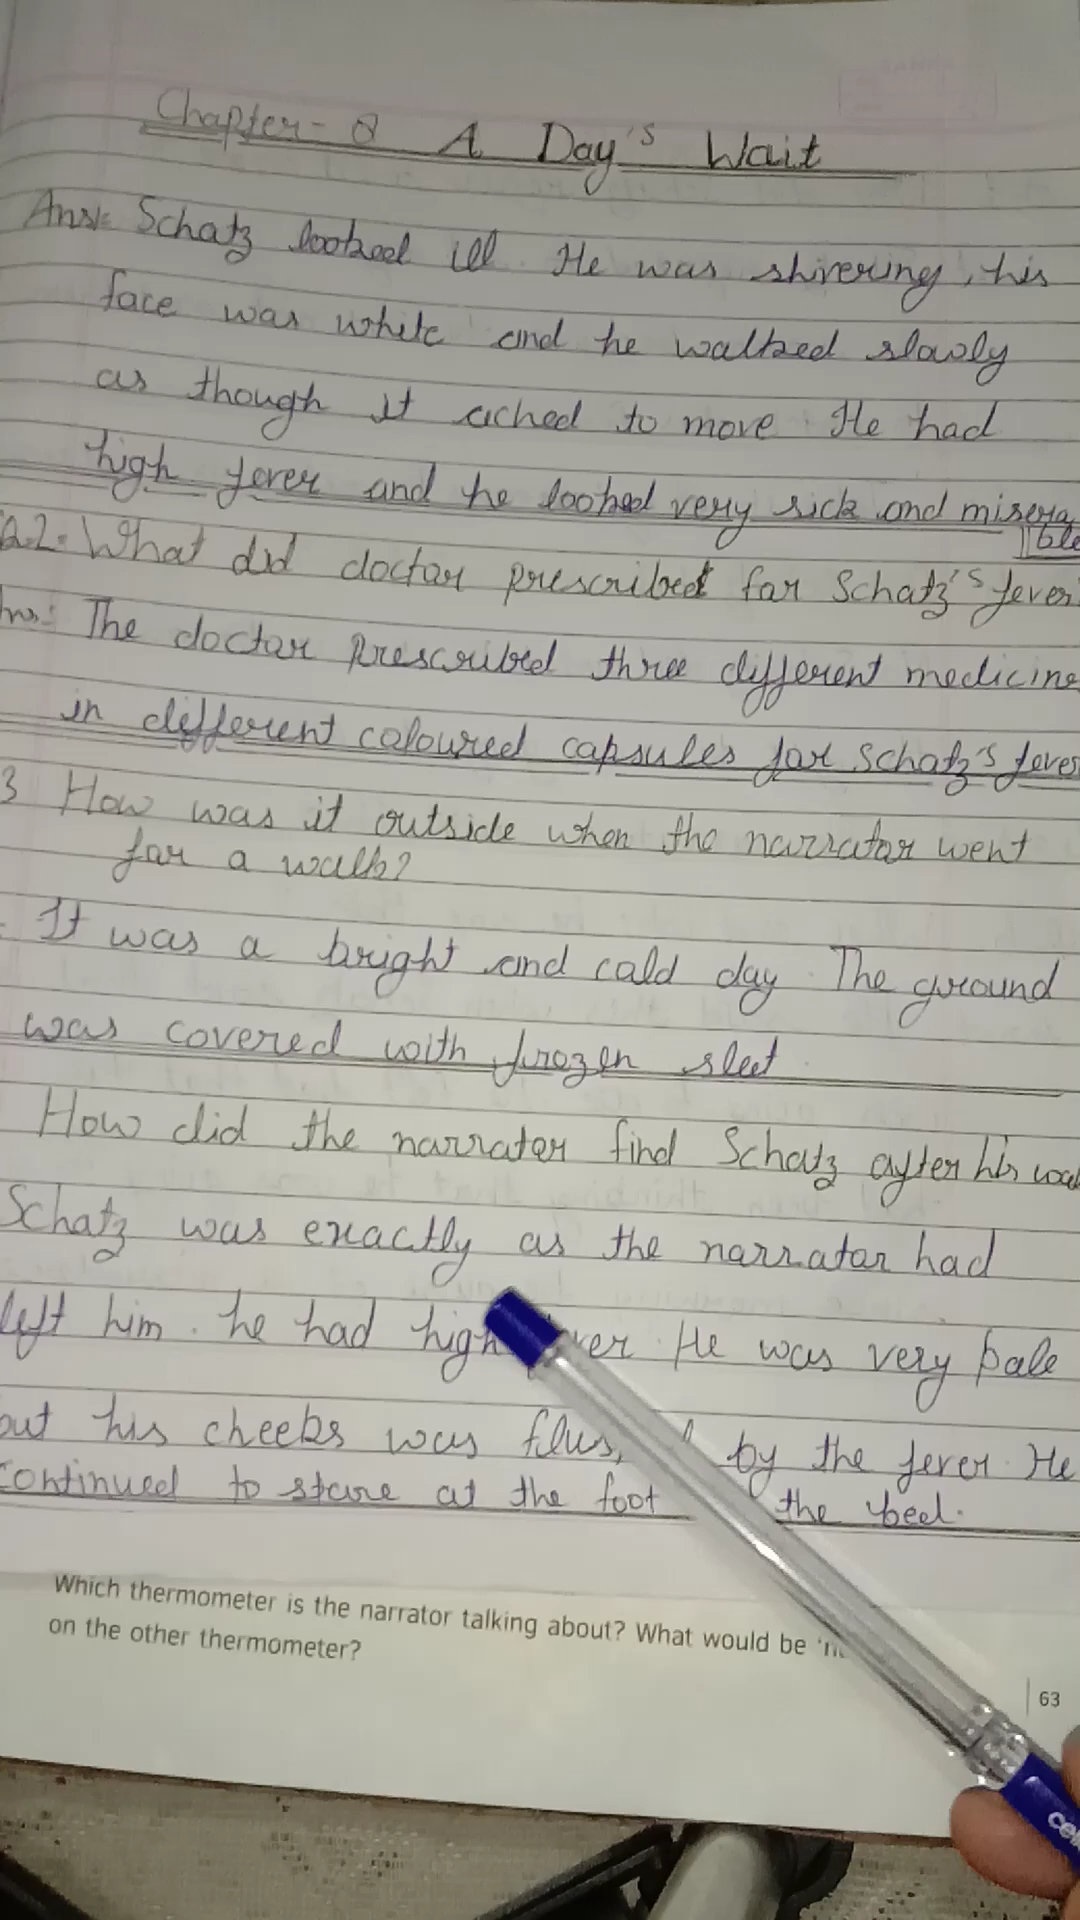 Chapter- 8 A Day's Wait
Ans: Schatz looked ill. He was shivering, his
face was white and he walked slowly
as though it ached to move. He had
high fever and he looked very sick and misera
ble
Q2. What did doctor prescribed for Schatz's fever
Ans: The doctor prescribed three different medicine
in different coloured capsules for Schatz's fever
3 How was it outside when the narrator went
for a walk?
It was a bright and cold day. The ground
was covered with frozen sleet
How did the narrator find Schatz after his
Schatz was exactly as the narrator had
left him. he had high fever. He was very pale
but his cheeks was by the fever. He
continued to stare at the foot the bed.
Which thermometer is the narrator talking about? What would be
on the other thermometer?
63
cel